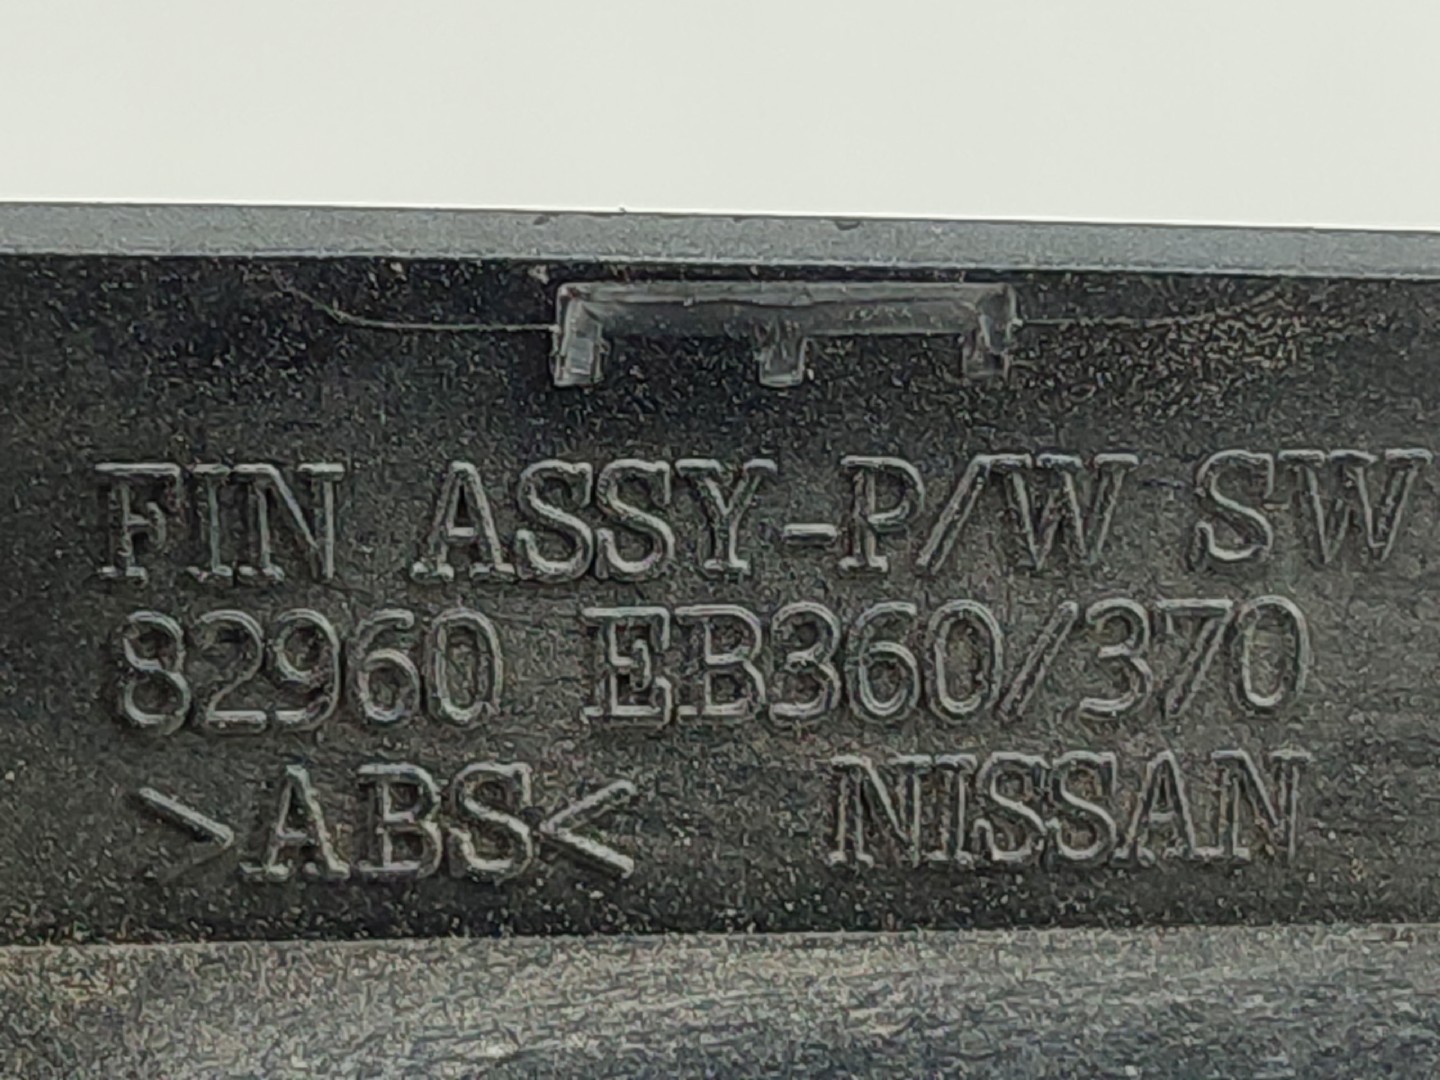 FIN ASSY-P/W SW
82960 EB360/370
>ABS< NISSAN